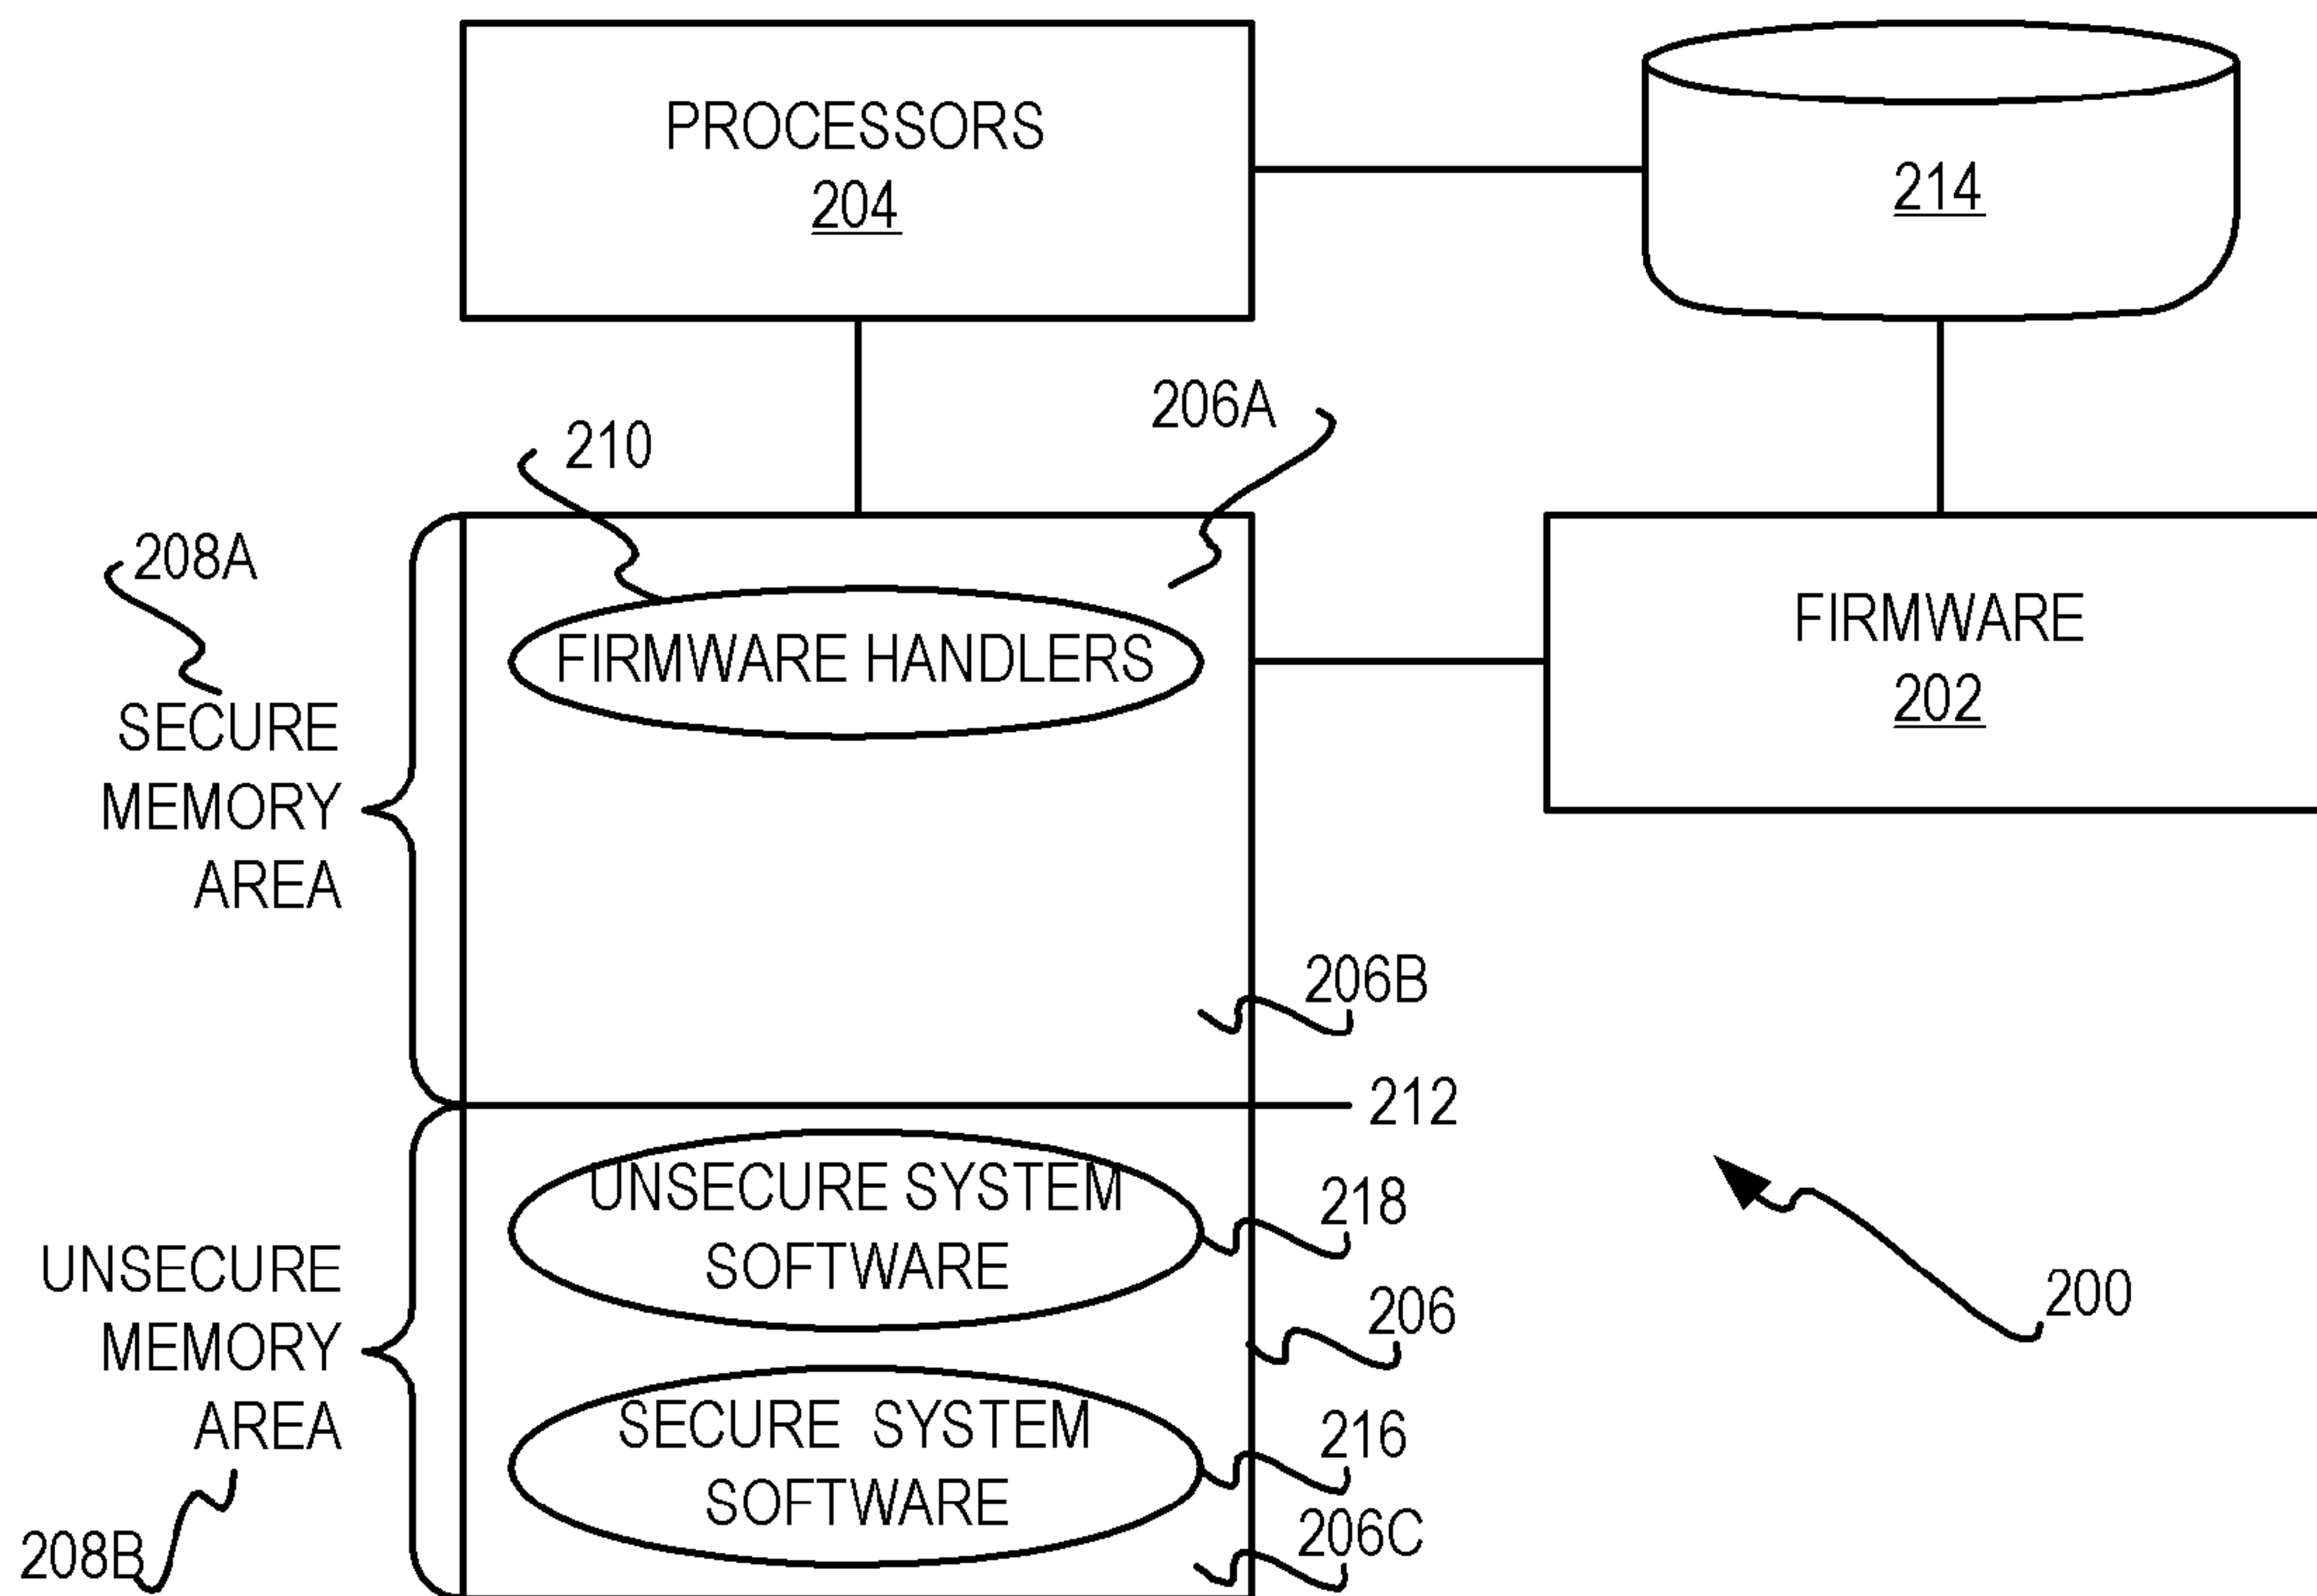 PROCESSORS
204
214
206A
210
208A
FIRMWARE
202
FIRMWARE HANDLERS
SECURE
MEMORY
AREA
206B
212
UNSECURE SYSTEM
SOFTWARE
218
UNSECURE
MEMORY
AREA
206
200
SECURE SYSTEM
SOFTWARE
216
206C
208B